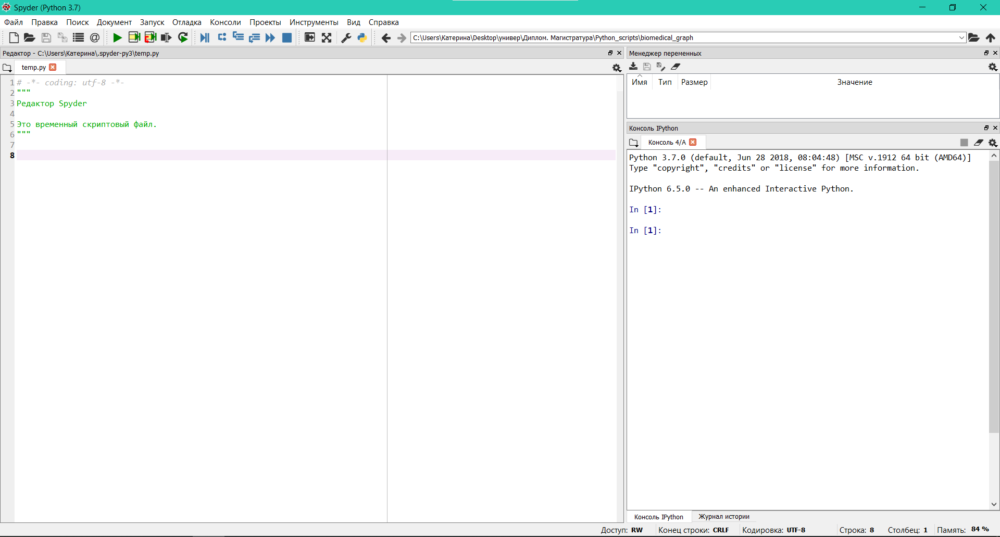 Spyder (Python 3.7)
Файл Правка Поиск Документ Запуск Отладка Консоли Проекты Инструменты Вид Справка
C:\Users\Катерина\Desktop\универ\Диплом. Магистратура\Python_scripts\biomedical_graph
Редактор - C:\Users\Катерина\.spyder-py3\temp.py
temp.py
1 # -*- coding: utf-8 -*-
2 """
3 Редактор Spyder
4
5 Это временный скриптовый файл.
6 """
7
8
Менеджер переменных
Имя Тип Размер Значение
Консоль IPython
Консоль 4/A
Python 3.7.0 (default, Jun 28 2018, 08:04:48) [MSC v.1912 64 bit (AMD64)]
Type "copyright", "credits" or "license" for more information.
IPython 6.5.0 -- An enhanced Interactive Python.
In [1]:
In [1]:
Консоль IPython Журнал истории
Доступ: RW Конец строки: CRLF Кодировка: UTF-8 Строка: 8 Столбец: 1 Память: 84 %